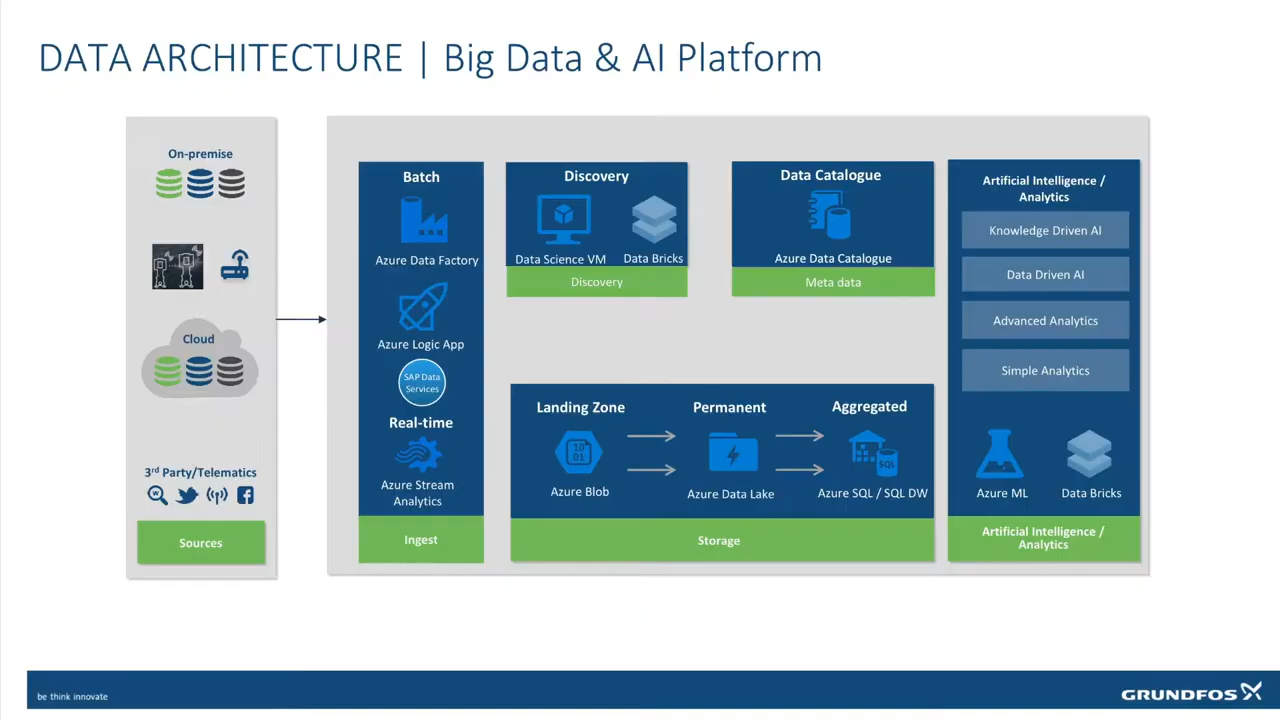 DATA ARCHITECTURE | Big Data & AI Platform
On-premise
Cloud
3rd Party/Telematics
W
Sources
Batch
Azure Data Factory
Azure Logic App
SAP Data
Services
Real-time
Azure Stream
Analytics
Ingest
Discovery
Data Science VM
Data Bricks
Discovery
Data Catalogue
Azure Data Catalogue
Meta data
Landing Zone
Permanent
Aggregated
10
01
SQL
Azure Blob
Azure Data Lake
Azure SQL / SQL DW
Storage
Artificial Intelligence /
Analytics
Knowledge Driven AI
Data Driven AI
Advanced Analytics
Simple Analytics
Azure ML
Data Bricks
Artificial Intelligence /
Analytics
be think innovate
GRUNDFOS